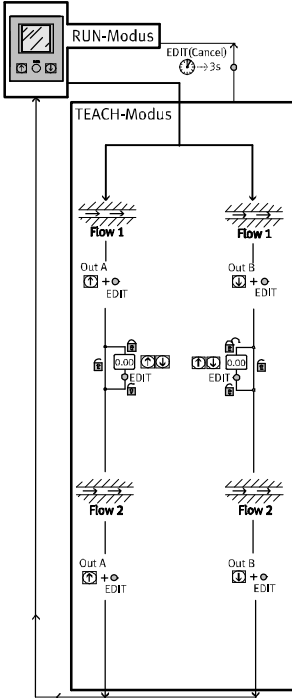 RUN-Modus
EDIT(Cancel)
3s
TEACH-Modus
Flow 1
Flow 1
Out A
+
EDIT
Out B
+
EDIT
0.00
EDIT
0.00
EDIT
Flow 2
Flow 2
Out A
+
EDIT
Out B
+
EDIT